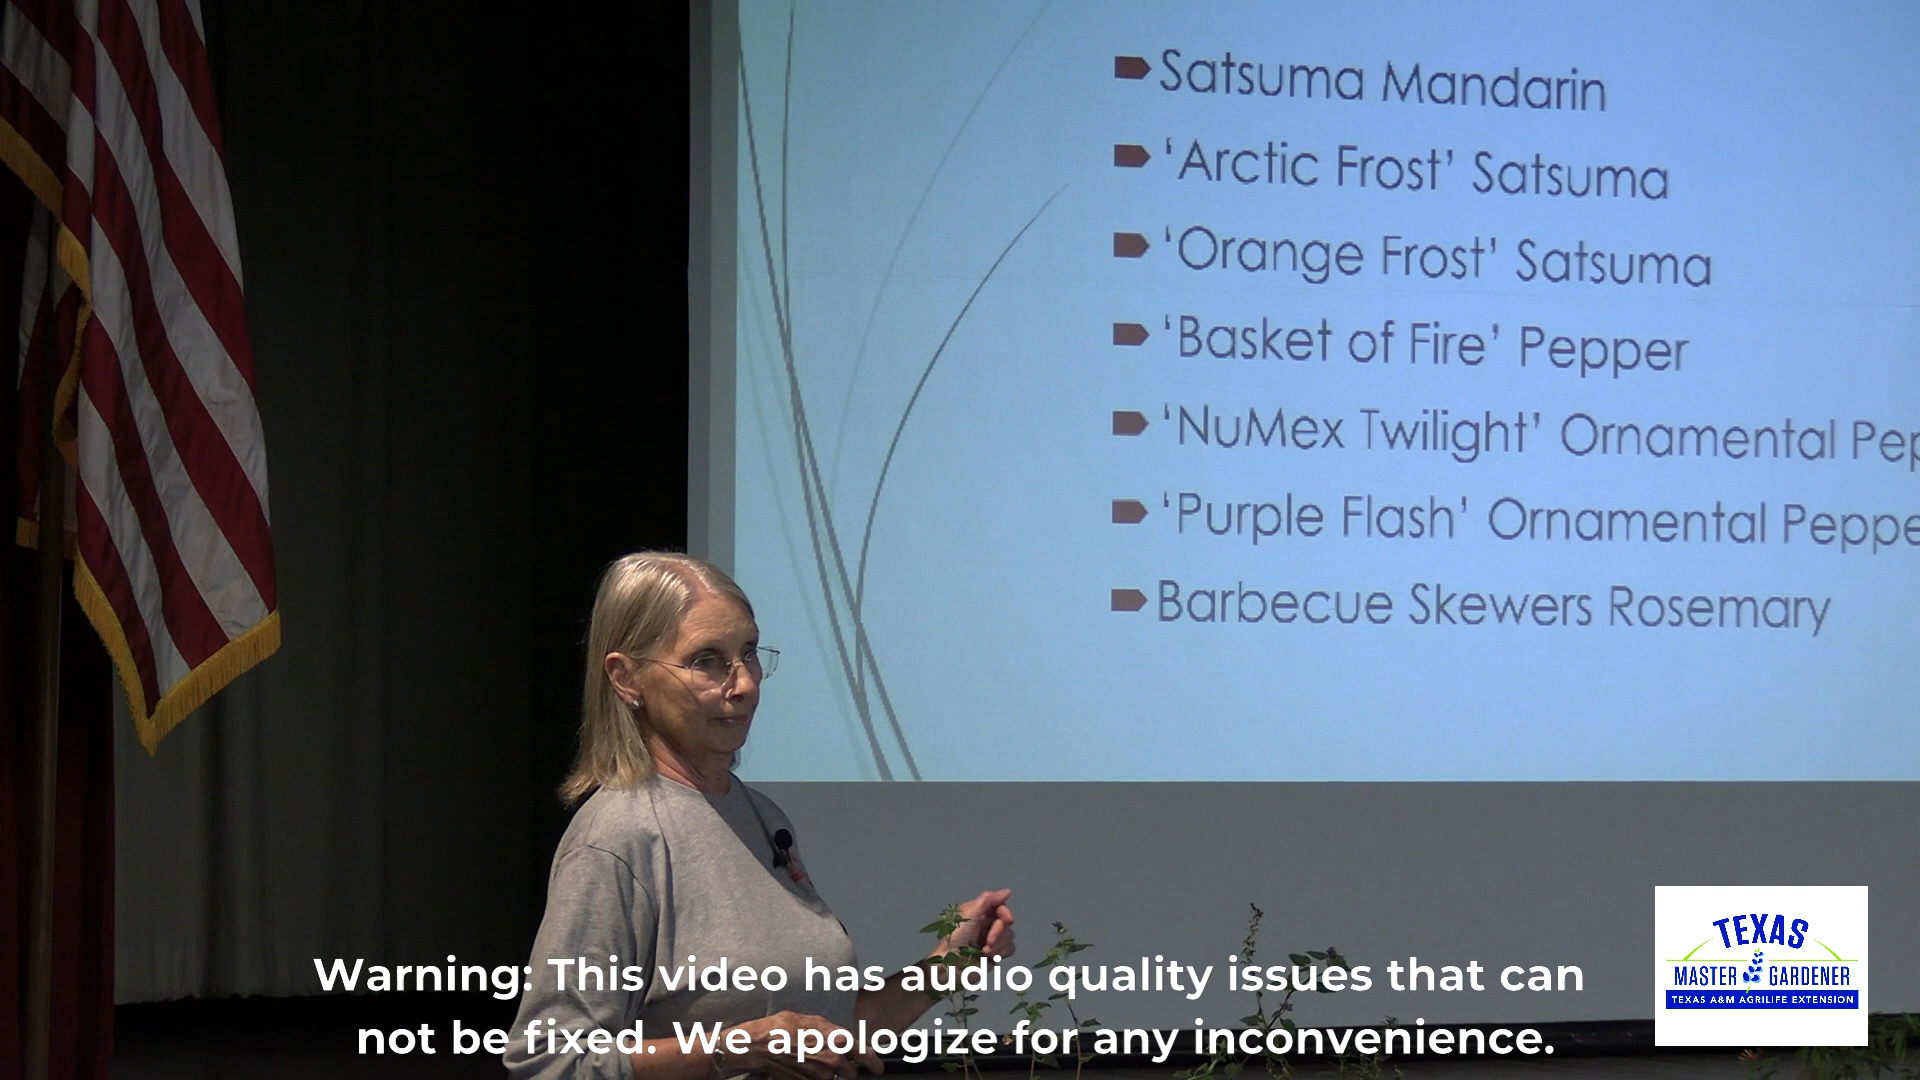 Satsuma Mandarin
‘Arctic Frost’ Satsuma
‘Orange Frost’ Satsuma
‘Basket of Fire’ Pepper
‘NuMex Twilight’ Ornamental Pep
‘Purple Flash’ Ornamental Peppe
Barbecue Skewers Rosemary
Warning: This video has audio quality issues that can
not be fixed. We apologize for any inconvenience.
TEXAS
MASTER GARDENER
TEXAS A&M AGRILIFE EXTENSION